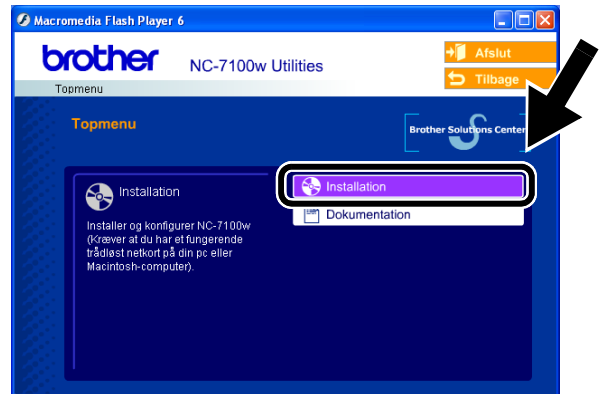 Macromedia Flash Player 6
brother
NC-7100w Utilities
Afslut
Tilbage
Topmenu
Topmenu
Brother Solutions Center
Installation
Installer og konfigurer NC-7100w
(Kræver at du har et fungerende
trådløst netkort på din pc eller
Macintosh-computer).
Installation
Dokumentation